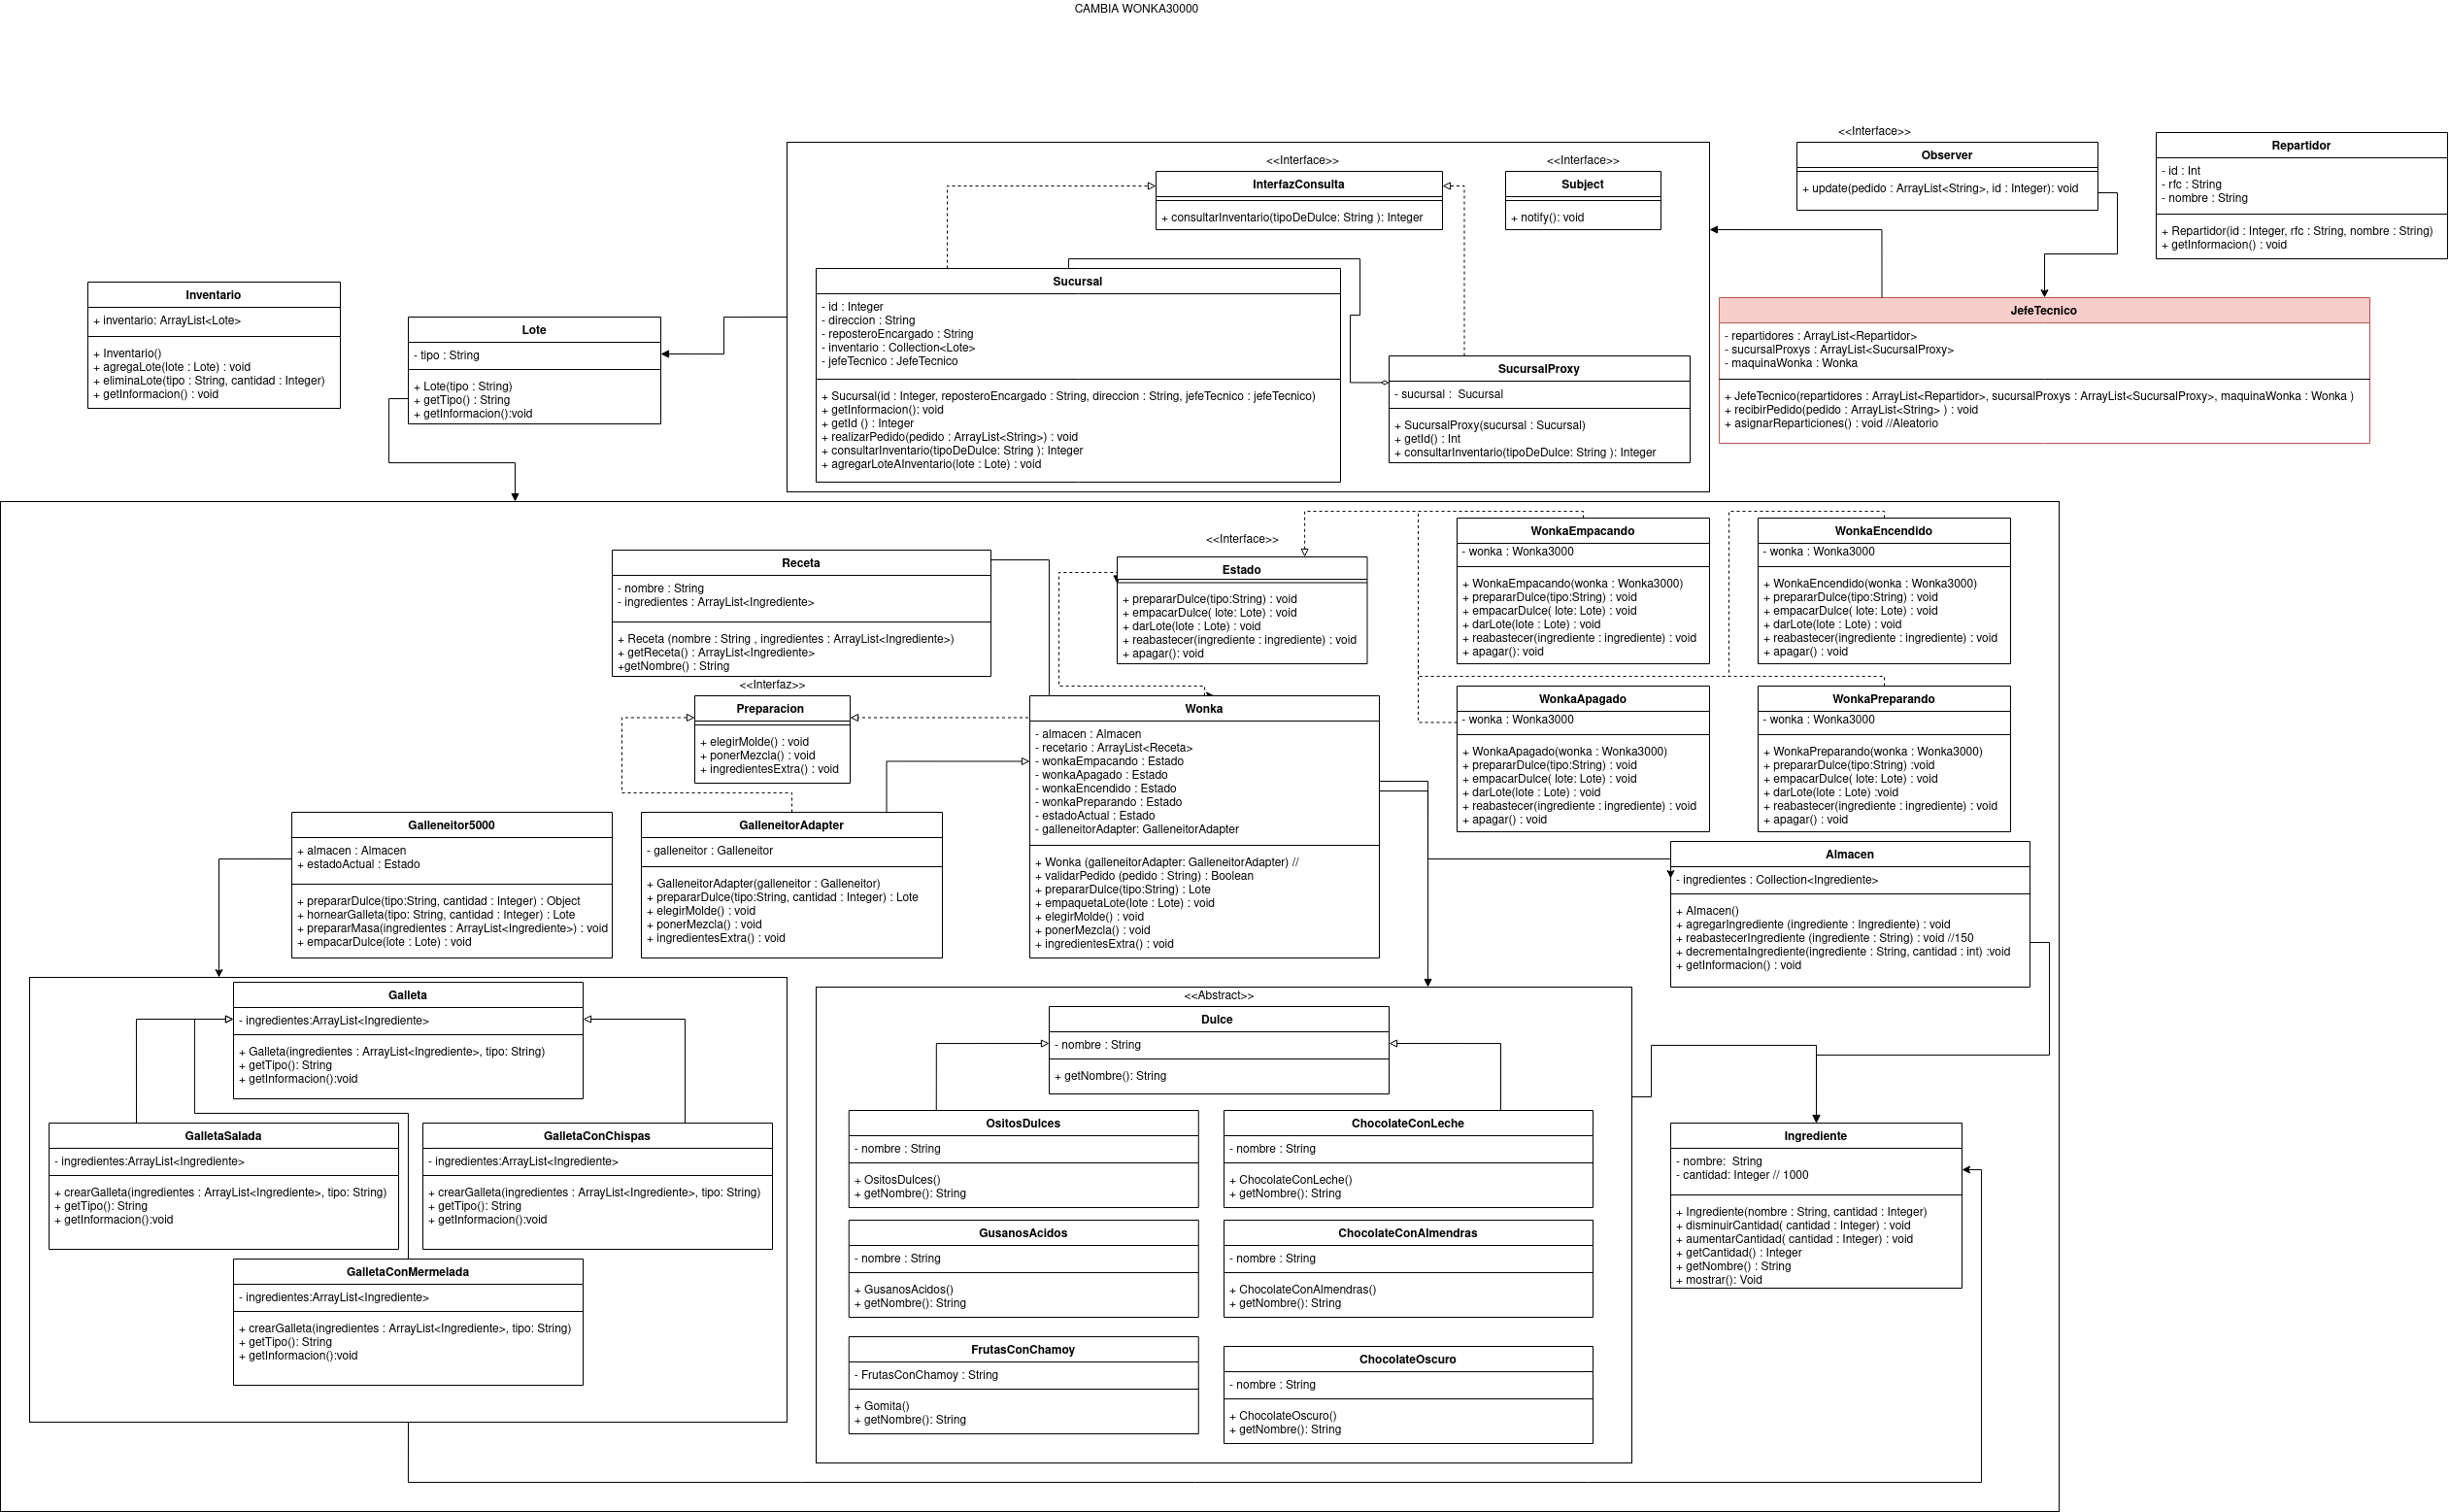 CAMBIA WONKA30000
<<Interface>>
InterfazConsulta
+ consultarInventario(tipoDeDulce: String ): Integer
<<Interface>>
Subject
+ notify(): void
<<Interface>>
Observer
+ update(pedido : ArrayList<String>, id : Integer): void
Repartidor
- id : Int
- rfc : String
- nombre : String
+ Repartidor(id : Integer, rfc : String, nombre : String)
+ getInformacion() : void
Inventario
+ inventario: ArrayList<Lote>
+ Inventario()
+ agregaLote(lote : Lote) : void
+ eliminaLote(tipo : String, cantidad : Integer)
+ getInformacion() : void
Lote
- tipo : String
+ Lote(tipo : String)
+ getTipo() : String
+ getInformacion():void
Sucursal
- id : Integer
- direccion : String
- reposteroEncargado : String
- inventario : Collection<Lote>
- jefeTecnico : JefeTecnico
+ Sucursal(id : Integer, reposteroEncargado : String, direccion : String, jefeTecnico : jefeTecnico)
+ getInformacion(): void
+ getId () : Integer
+ realizarPedido(pedido : ArrayList<String>) : void
+ consultarInventario(tipoDeDulce: String ): Integer
+ agregarLoteAInventario(lote : Lote) : void
SucursalProxy
- sucursal :  Sucursal
+ SucursalProxy(sucursal : Sucursal)
+ getId() : Int
+ consultarInventario(tipoDeDulce: String ): Integer
JefeTecnico
- repartidores : ArrayList<Repartidor>
- sucursalProxys : ArrayList<SucursalProxy>
- maquinaWonka : Wonka
+ JefeTecnico(repartidores : ArrayList<Repartidor>, sucursalProxys : ArrayList<SucursalProxy>, maquinaWonka : Wonka )
+ recibirPedido(pedido : ArrayList<String> ) : void
+ asignarReparticiones() : void //Aleatorio
Receta
- nombre : String
- ingredientes : ArrayList<Ingrediente>
+ Receta (nombre : String , ingredientes : ArrayList<Ingrediente>)
+ getReceta() : ArrayList<Ingrediente>
+getNombre() : String
<<Interface>>
Estado
+ prepararDulce(tipo:String) : void
+ empacarDulce( lote: Lote) : void
+ darLote(lote : Lote) : void
+ reabastecer(ingrediente : ingrediente) : void
+ apagar(): void
WonkaEmpacando
- wonka : Wonka3000
+ WonkaEmpacando(wonka : Wonka3000)
+ prepararDulce(tipo:String) : void
+ empacarDulce( lote: Lote) : void
+ darLote(lote : Lote) : void
+ reabastecer(ingrediente : ingrediente) : void
+ apagar(): void
WonkaEncendido
- wonka : Wonka3000
+ WonkaEncendido(wonka : Wonka3000)
+ prepararDulce(tipo:String) : void
+ empacarDulce( lote: Lote) : void
+ darLote(lote : Lote) : void
+ reabastecer(ingrediente : ingrediente) : void
+ apagar() : void
WonkaApagado
- wonka : Wonka3000
+ WonkaApagado(wonka : Wonka3000)
+ prepararDulce(tipo:String) : void
+ empacarDulce( lote: Lote) : void
+ darLote(lote : Lote) : void
+ reabastecer(ingrediente : ingrediente) : void
+ apagar() : void
WonkaPreparando
- wonka : Wonka3000
+ WonkaPreparando(wonka : Wonka3000)
+ prepararDulce(tipo:String) :void
+ empacarDulce( lote: Lote) : void
+ darLote(lote : Lote) :void
+ reabastecer(ingrediente : ingrediente) : void
+ apagar() : void
<<Interfaz>>
Preparacion
+ elegirMolde() : void
+ ponerMezcla() : void
+ ingredientesExtra() : void
Wonka
- almacen : Almacen
- recetario : ArrayList<Receta>
- wonkaEmpacando : Estado
- wonkaApagado : Estado
- wonkaEncendido : Estado
- wonkaPreparando : Estado
- estadoActual : Estado
- galleneitorAdapter: GalleneitorAdapter
+ Wonka (galleneitorAdapter: GalleneitorAdapter) //
+ validarPedido (pedido : String) : Boolean
+ prepararDulce(tipo:String) : Lote
+ empaquetaLote(lote : Lote) : void
+ elegirMolde() : void
+ ponerMezcla() : void
+ ingredientesExtra() : void
Galleneitor5000
+ almacen : Almacen
+ estadoActual : Estado
+ prepararDulce(tipo:String, cantidad : Integer) : Object
+ hornearGalleta(tipo: String, cantidad : Integer) : Lote
+ prepararMasa(ingredientes : ArrayList<Ingrediente>) : void
+ empacarDulce(lote : Lote) : void
GalleneitorAdapter
- galleneitor : Galleneitor
+ GalleneitorAdapter(galleneitor : Galleneitor)
+ prepararDulce(tipo:String, cantidad : Integer) : Lote
+ elegirMolde() : void
+ ponerMezcla() : void
+ ingredientesExtra() : void
Almacen
- ingredientes : Collection<Ingrediente>
+ Almacen()
+ agregarIngrediente (ingrediente : Ingrediente) : void
+ reabastecerIngrediente (ingrediente : String) : void //150
+ decrementaIngrediente(ingrediente : String, cantidad : int) :void
+ getInformacion() : void
Galleta
- ingredientes:ArrayList<Ingrediente>
+ Galleta(ingredientes : ArrayList<Ingrediente>, tipo: String)
+ getTipo(): String
+ getInformacion():void
GalletaSalada
- ingredientes:ArrayList<Ingrediente>
+ crearGalleta(ingredientes : ArrayList<Ingrediente>, tipo: String)
+ getTipo(): String
+ getInformacion():void
GalletaConChispas
- ingredientes:ArrayList<Ingrediente>
+ crearGalleta(ingredientes : ArrayList<Ingrediente>, tipo: String)
+ getTipo(): String
+ getInformacion():void
GalletaConMermelada
- ingredientes:ArrayList<Ingrediente>
+ crearGalleta(ingredientes : ArrayList<Ingrediente>, tipo: String)
+ getTipo(): String
+ getInformacion():void
<<Abstract>>
Dulce
- nombre : String
+ getNombre(): String
OsitosDulces
- nombre : String
+ OsitosDulces()
+ getNombre(): String
ChocolateConLeche
- nombre : String
+ ChocolateConLeche()
+ getNombre(): String
GusanosAcidos
- nombre : String
+ GusanosAcidos()
+ getNombre(): String
ChocolateConAlmendras
- nombre : String
+ ChocolateConAlmendras()
+ getNombre(): String
FrutasConChamoy
- FrutasConChamoy : String
+ Gomita()
+ getNombre(): String
ChocolateOscuro
- nombre : String
+ ChocolateOscuro()
+ getNombre(): String
Ingrediente
- nombre:  String
- cantidad: Integer // 1000
+ Ingrediente(nombre : String, cantidad : Integer)
+ disminuirCantidad( cantidad : Integer) : void
+ aumentarCantidad( cantidad : Integer) : void
+ getCantidad() : Integer
+ getNombre() : String
+ mostrar(): Void